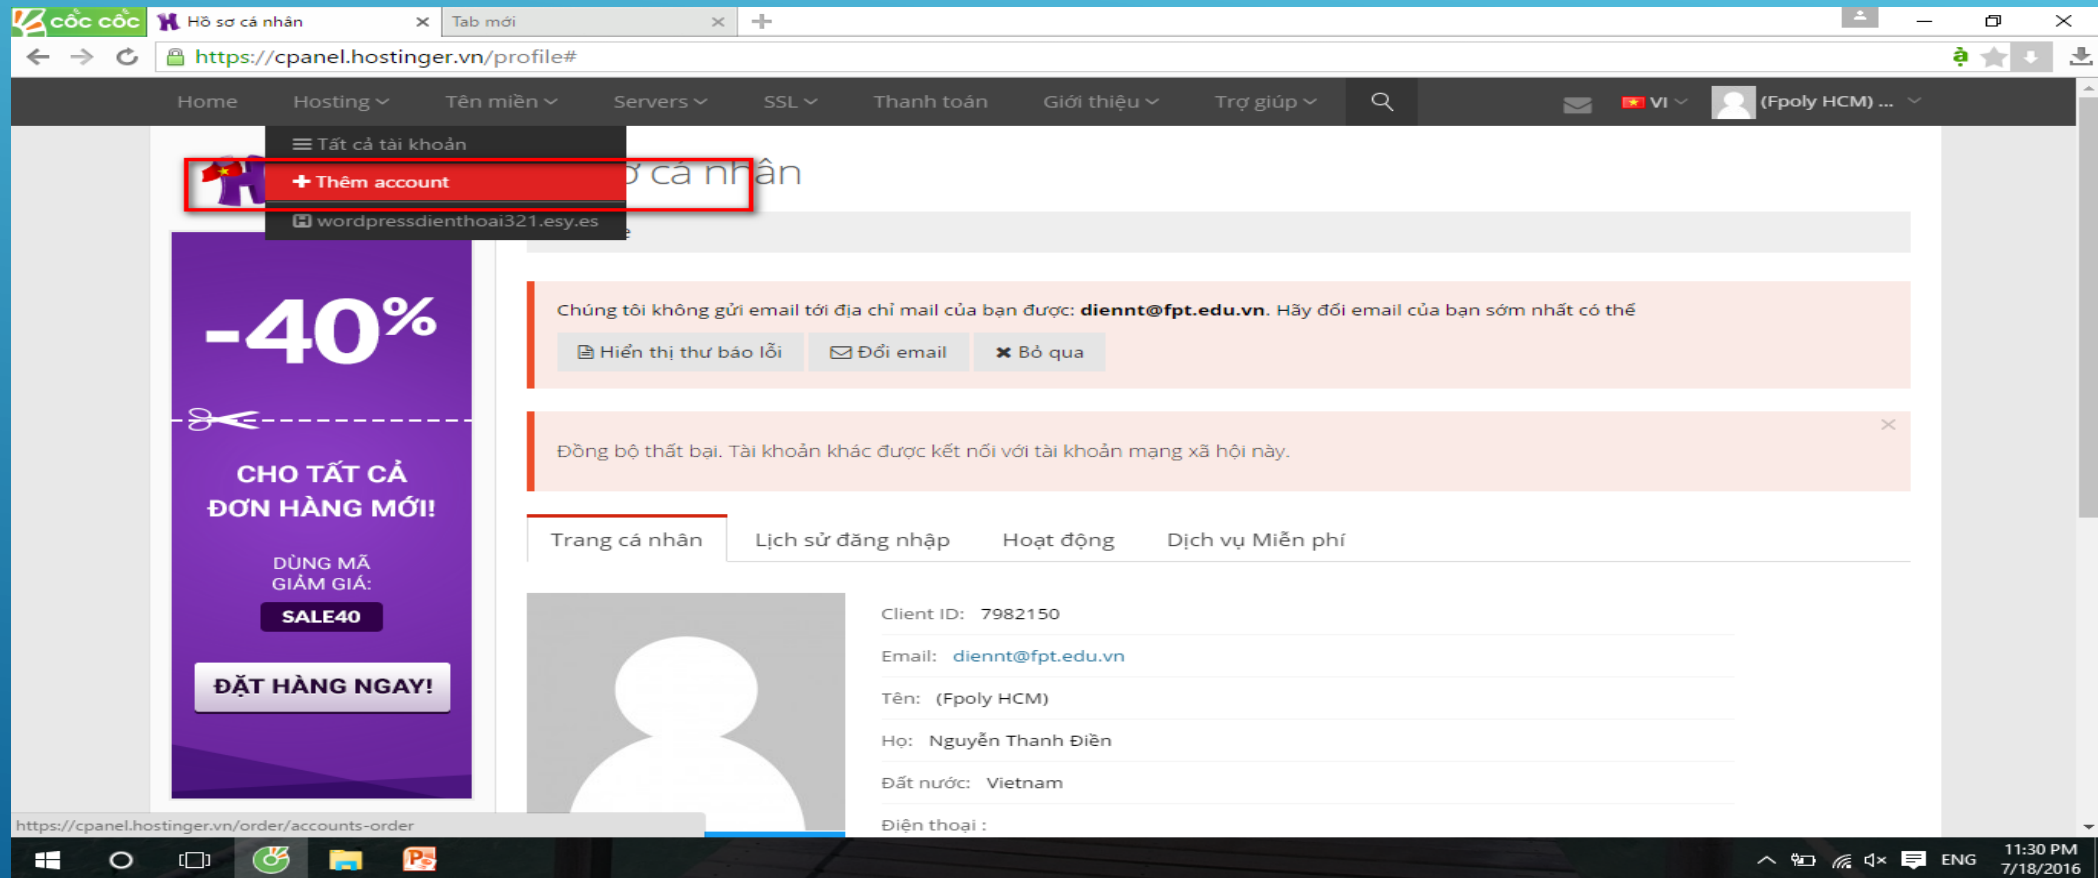 cốc cốc Hồ sơ cá nhân Tab mới
https://cpanel.hostinger.vn/profile#
Home Hosting Tên miền Servers SSL Thanh toán Giới thiệu Trợ giúp VI (Fpoly HCM) ...
Tất cả tài khoản
Thêm account
ơ cá nhân
wordpressdienthoai321.esy.es
-40%
CHO TẤT CẢ
ĐƠN HÀNG MỚI!
DÙNG MÃ
GIẢM GIÁ:
SALE40
ĐẶT HÀNG NGAY!
Chúng tôi không gửi email tới địa chỉ mail của bạn được: diennt@fpt.edu.vn. Hãy đổi email của bạn sớm nhất có thể
Hiển thị thư báo lỗi Đổi email Bỏ qua
Đồng bộ thất bại. Tài khoản khác được kết nối với tài khoản mạng xã hội này.
Trang cá nhân Lịch sử đăng nhập Hoạt động Dịch vụ Miễn phí
Client ID: 7982150
Email: diennt@fpt.edu.vn
Tên: (Fpoly HCM)
Họ: Nguyễn Thanh Điền
Đất nước: Vietnam
Điện thoại :
https://cpanel.hostinger.vn/order/accounts-order
ENG
11:30 PM
7/18/2016